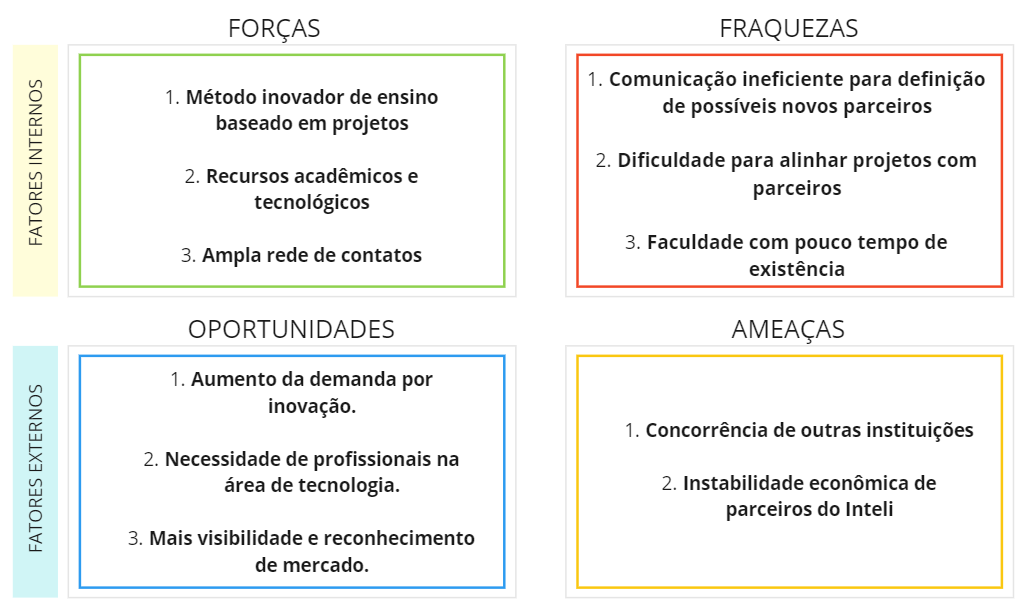 FORÇAS
FRAQUEZAS
FATORES INTERNOS
1. Método inovador de ensino
baseado em projetos
2. Recursos acadêmicos e
tecnológicos
3. Ampla rede de contatos
1. Comunicação ineficiente para definição
de possíveis novos parceiros
2. Dificuldade para alinhar projetos com
parceiros
3. Faculdade com pouco tempo de
existência
OPORTUNIDADES
AMEAÇAS
FATORES EXTERNOS
1. Aumento da demanda por
inovação.
2. Necessidade de profissionais na
área de tecnologia.
3. Mais visibilidade e reconhecimento
de mercado.
1. Concorrência de outras instituições
2. Instabilidade econômica de
parceiros do Inteli